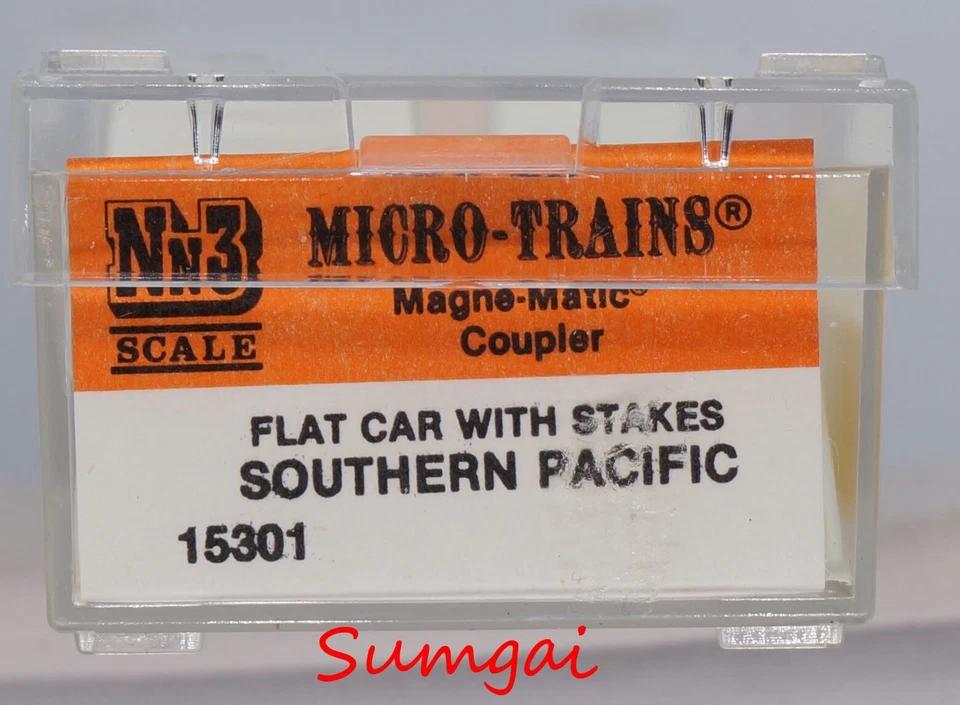 Nn3
SCALE
MICRO-TRAINS®
Magne-Matic®
Coupler
FLAT CAR WITH STAKES
SOUTHERN PACIFIC
15301
Sumgai